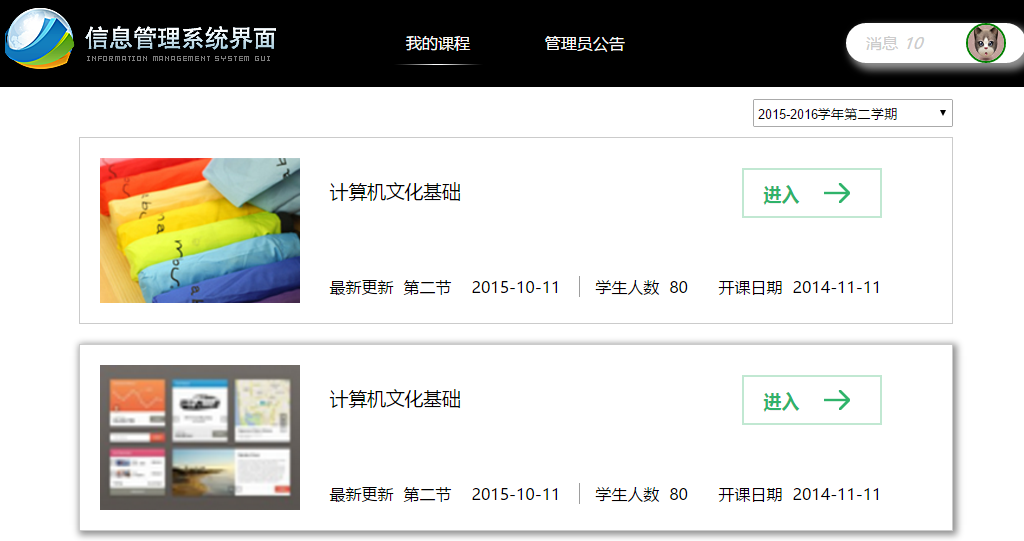 信息管理系统界面
INFORMATION MANAGEMENT SYSTEM GUI
我的课程
管理员公告
消息 10
2015-2016学年第二学期
计算机文化基础
进入
最新更新 第二节 2015-10-11 学生人数 80 开课日期 2014-11-11
计算机文化基础
进入
最新更新 第二节 2015-10-11 学生人数 80 开课日期 2014-11-11